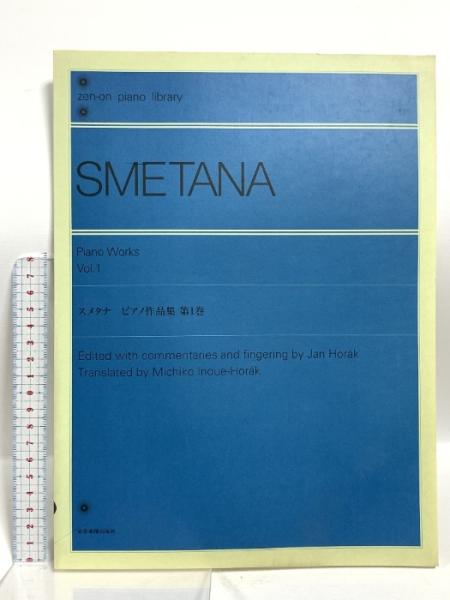 zen-on piano library
SMETANA
Piano Works
Vol.1
スメタナ ピアノ作品集 第1巻
Edited with commentaries and fingering by Jan Horák
Translated by Michiko Inoue-Horák